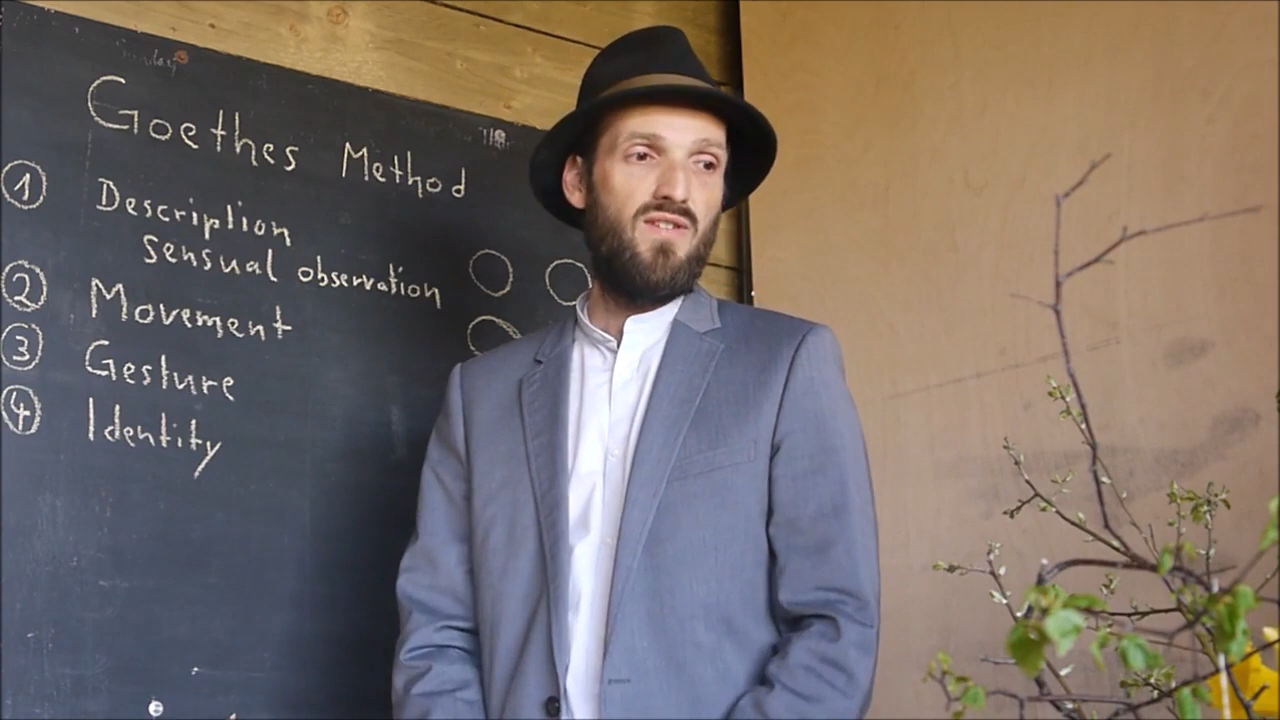 Goethes Method
① Description
sensual observation
② Movement
③ Gesture
④ Identity